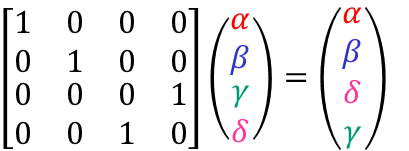 [1 0 0 0] (α) = (α)
[0 1 0 0] (β) = (β)
[0 0 0 1] (γ) = (δ)
[0 0 1 0] (δ) = (γ)